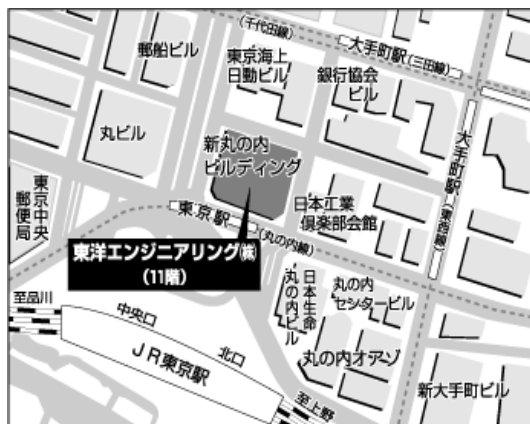 (千代田線)
大手町駅(三田線)
郵船ビル
東京海上
日動ビル
銀行協会
ビル
丸ビル
新丸の内
ビルディング
大手町駅(東西線)
東京中央
郵便局
東京駅(丸の内線)
日本工業
倶楽部会館
東洋エンジニアリング㈱
(11階)
日本生命
丸の内ビル
丸の内
センタービル
至品川
中央口
北口
JR東京駅
丸の内オアゾ
新大手町ビル
至上野